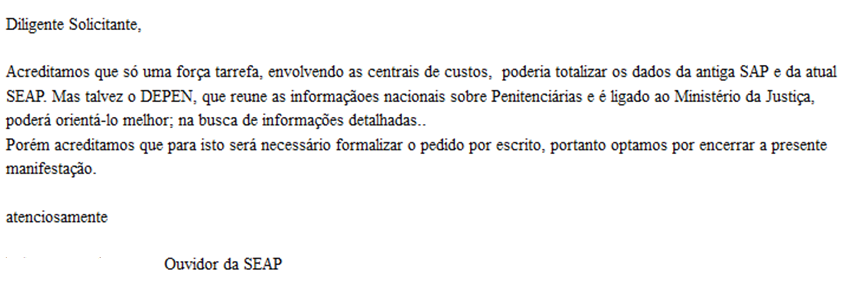 Diligente Solicitante,
Acreditamos que só uma força tarrefa, envolvendo as centrais de custos, poderia totalizar os dados da antiga SAP e da atual
SEAP. Mas talvez o DEPEN, que reune as informaçãoes nacionais sobre Penitenciárias e é ligado ao Ministério da Justiça,
poderá orientá-lo melhor; na busca de informações detalhadas..
Porém acreditamos que para isto será necessário formalizar o pedido por escrito, portanto optamos por encerrar a presente
manifestação.
atenciosamente
Ouvidor da SEAP